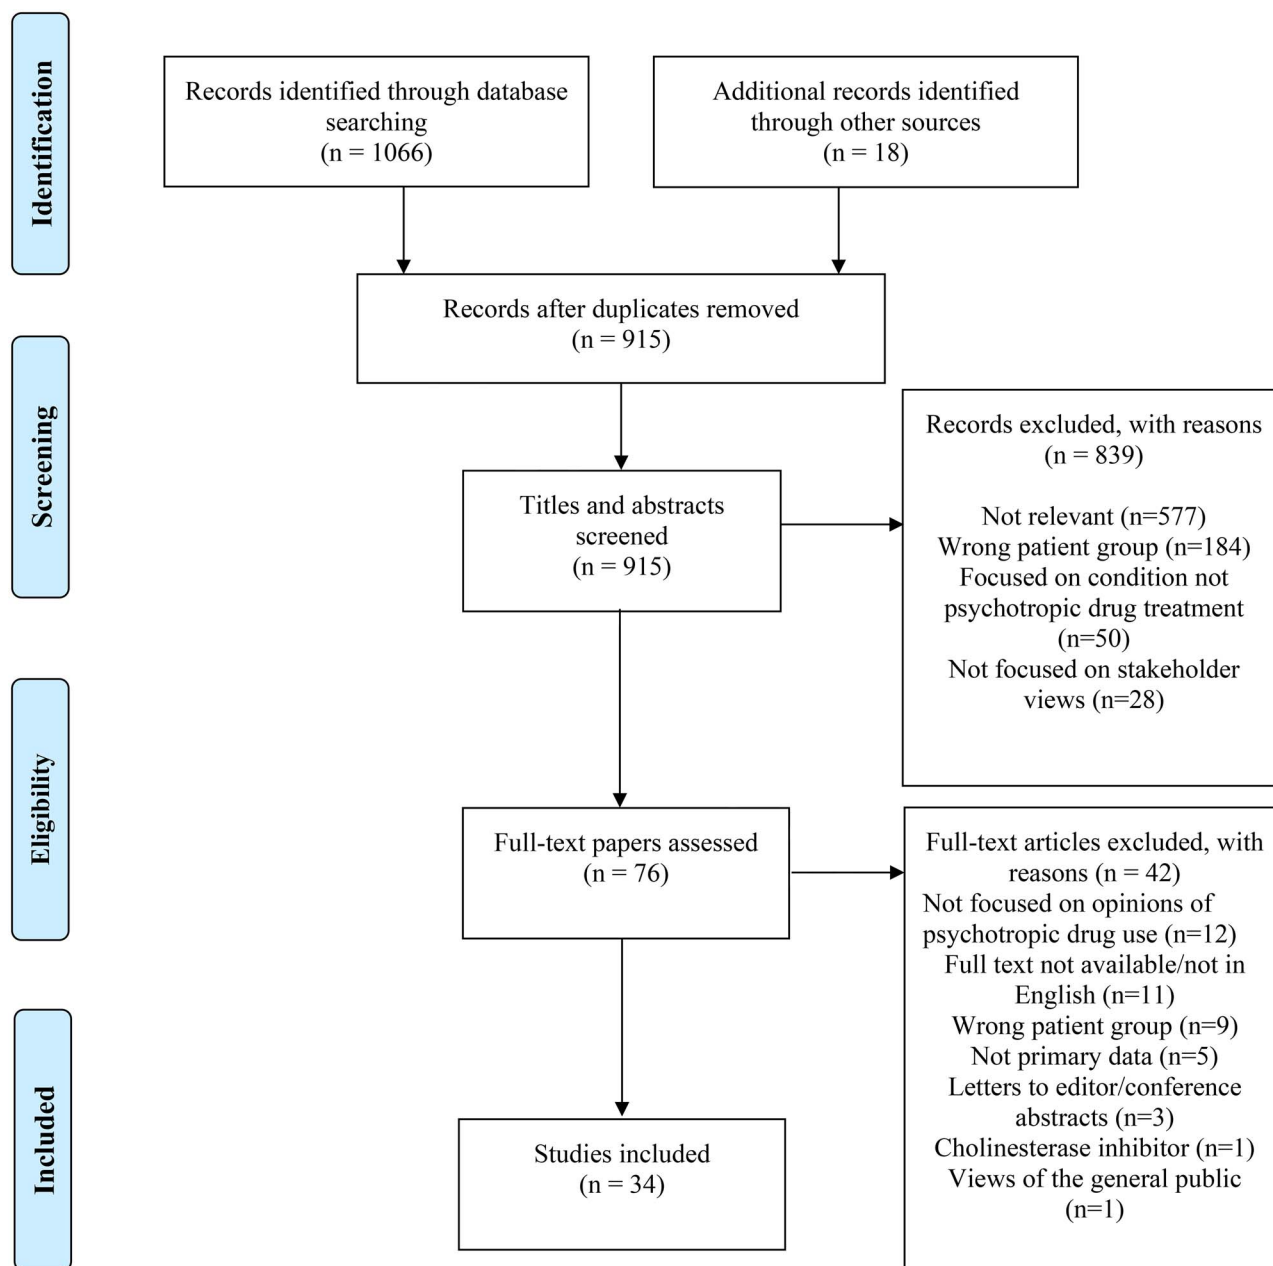 Identification
Records identified through database
searching
(n = 1066)
Additional records identified
through other sources
(n = 18)
Records after duplicates removed
(n = 915)
Screening
Titles and abstracts
screened
(n = 915)
Records excluded, with reasons
(n = 839)
Not relevant (n=577)
Wrong patient group (n=184)
Focused on condition not
psychotropic drug treatment
(n=50)
Not focused on stakeholder
views (n=28)
Eligibility
Full-text papers assessed
(n = 76)
Full-text articles excluded, with
reasons (n = 42)
Not focused on opinions of
psychotropic drug use (n=12)
Full text not available/not in
English (n=11)
Wrong patient group (n=9)
Not primary data (n=5)
Letters to editor/conference
abstracts (n=3)
Cholinesterase inhibitor (n=1)
Views of the general public
(n=1)
Included
Studies included
(n = 34)